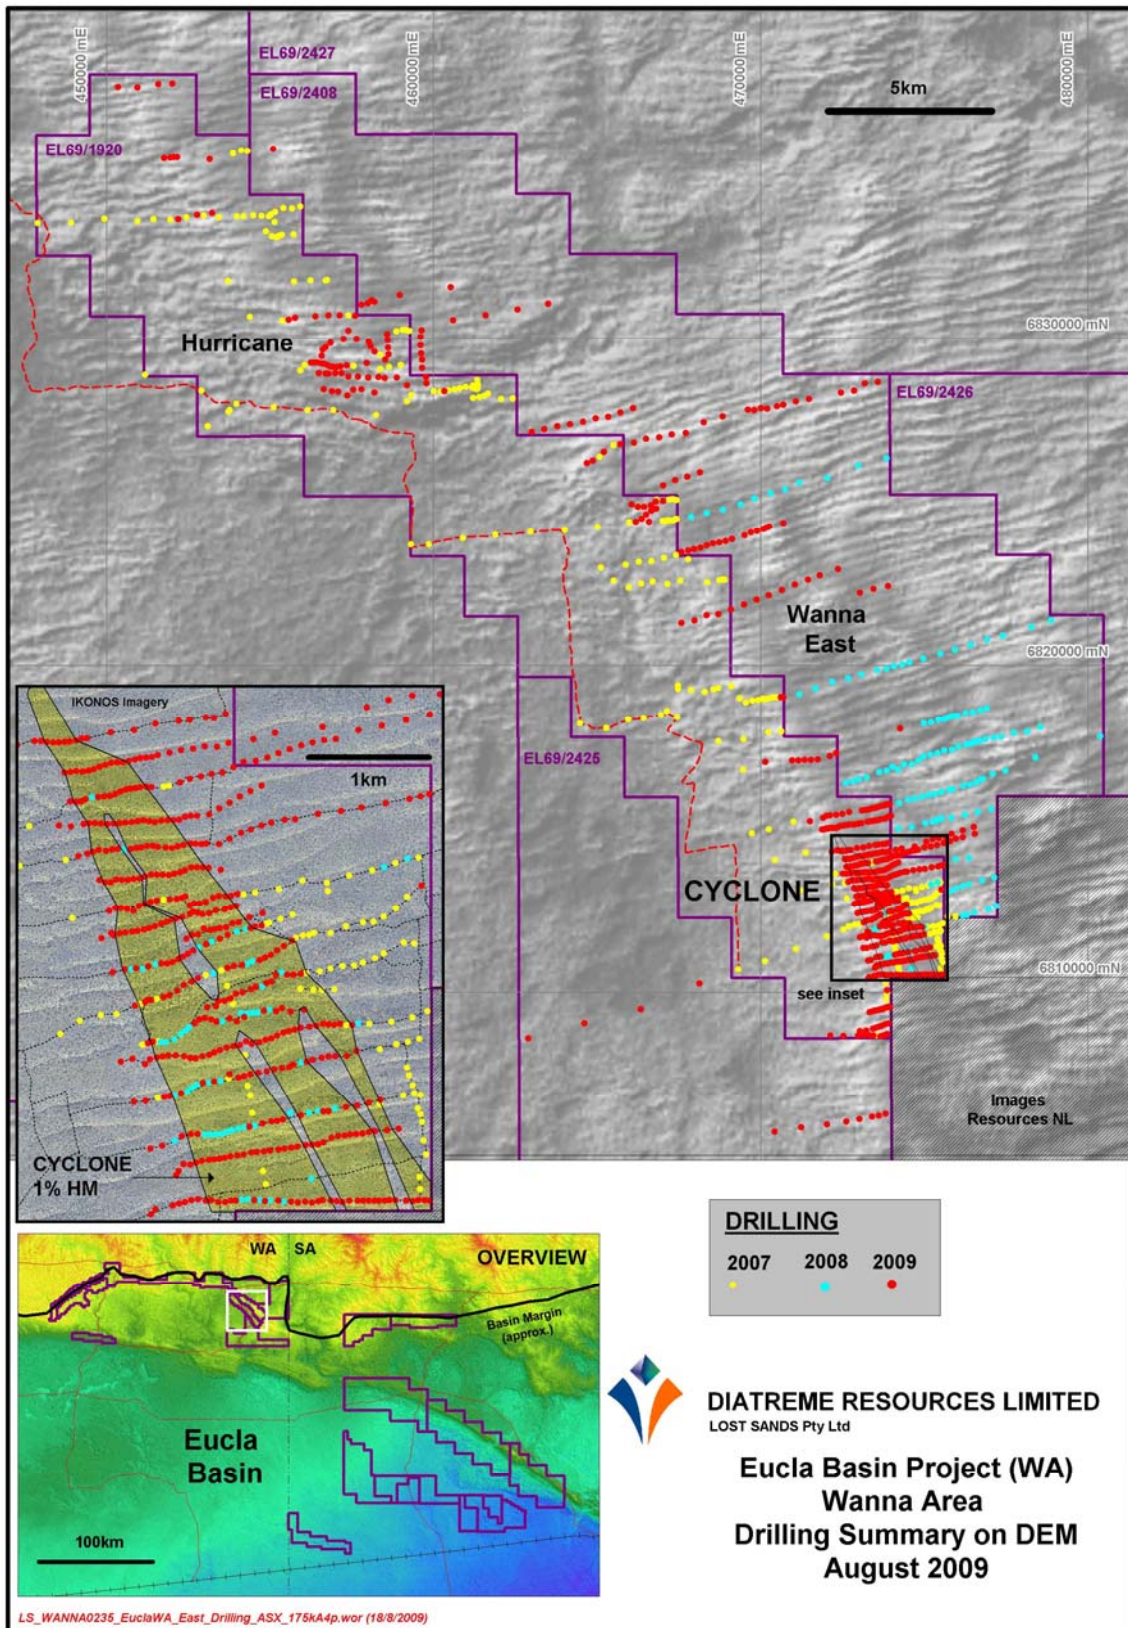 450000 mE
EL69/2427
EL69/2408
460000 mE
470000 mE
480000 mE
5km
EL69/1920
6830000 mN
Hurricane
EL69/2426
Wanna
East
6820000 mN
IKONOS Imagery
1km
EL69/2425
CYCLONE
6810000 mN
see inset
Images
Resources NL
CYCLONE
1% HM
DRILLING
2007
2008
2009
WA
SA
OVERVIEW
Basin Margin
(approx.)
Eucla
Basin
100km
DIATREME RESOURCES LIMITED
LOST SANDS Pty Ltd
Eucla Basin Project (WA)
Wanna Area
Drilling Summary on DEM
August 2009
LS_WANNA0235_EuclaWA_East_Drilling_ASX_175kA4p.wor (18/8/2009)